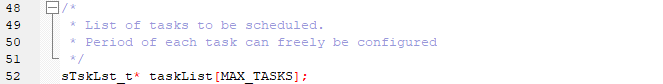 48 /*
49 * List of tasks to be scheduled.
50 * Period of each task can freely be configured
51 */
52 sTskLst_t* taskList[MAX_TASKS];